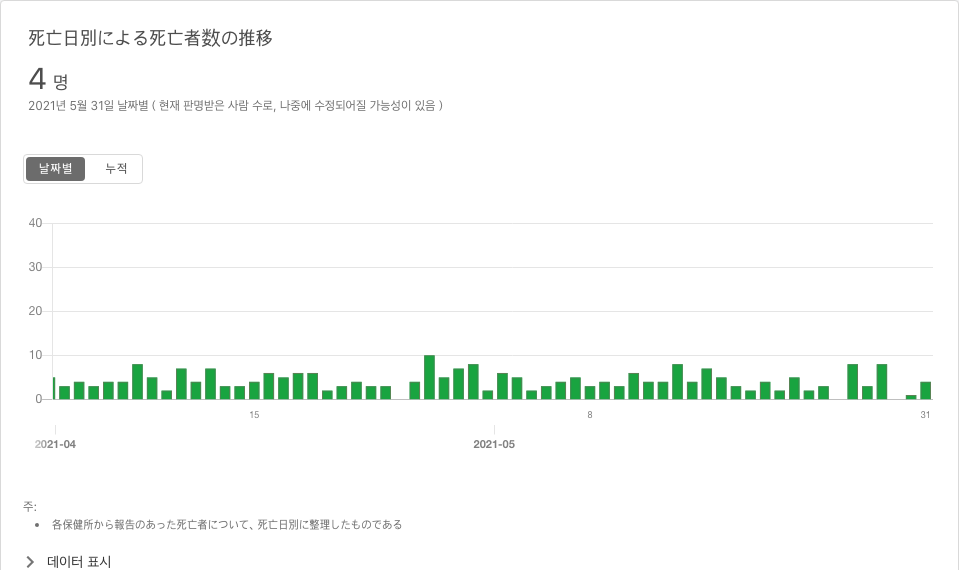 死亡日別による死亡者数の推移
4 명
2021년 5월 31일 날짜별 ( 현재 판명받은 사람 수로, 나중에 수정되어질 가능성이 있음 )
날짜별 누적
40
30
20
10
0
15 8 31
2021-04 2021-05
주:
• 各保健所から報告のあった死亡者について、死亡日別に整理したものである
데이터 표시